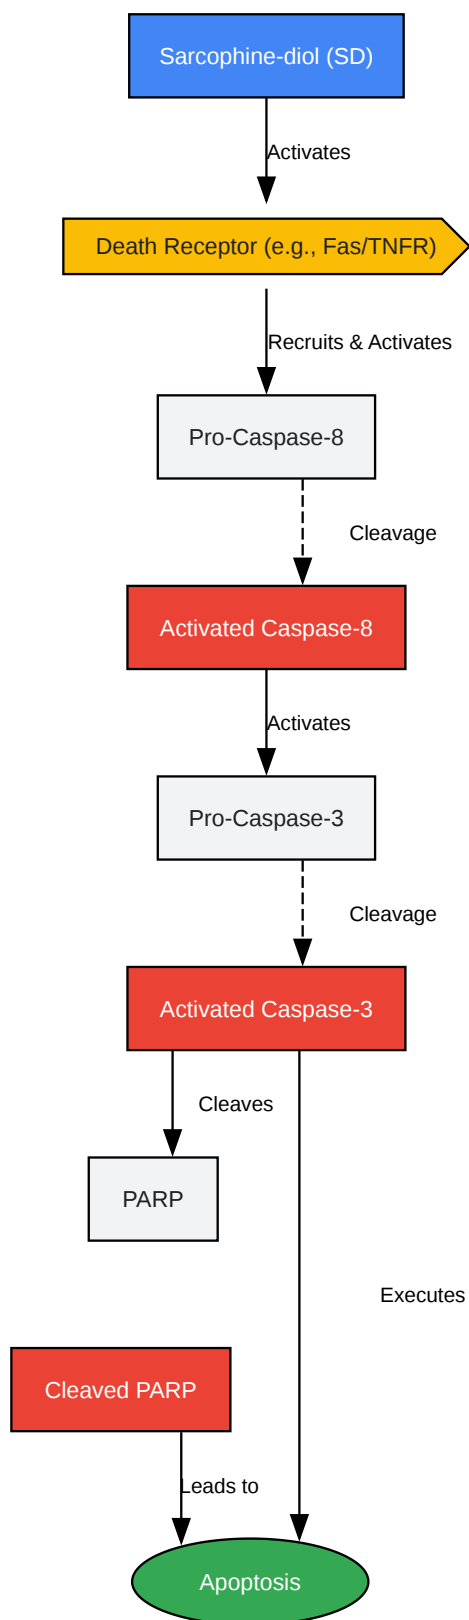 Sarcophine-diol (SD)
Activates
Death Receptor (e.g., Fas/TNFR)
Recruits & Activates
Pro-Caspase-8
Cleavage
Activated Caspase-8
Activates
Pro-Caspase-3
Cleavage
Activated Caspase-3
Cleaves
PARP
Executes
Cleaved PARP
Leads to
Apoptosis